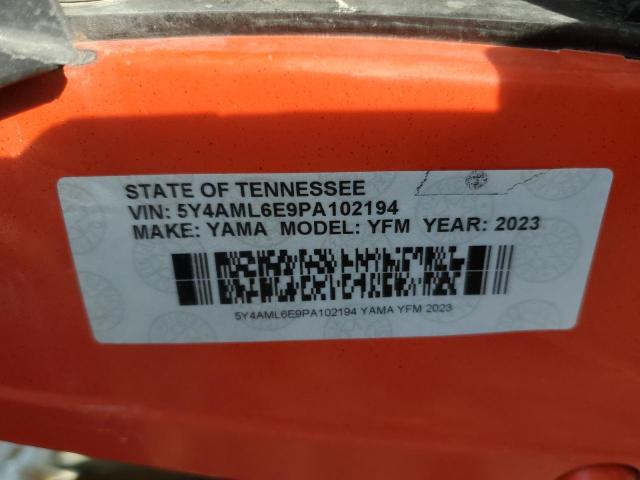 STATE OF TENNESSEE
VIN: 5Y4AML6E9PA102194
MAKE: YAMA MODEL: YFM YEAR: 2023
5Y4AML6E9PA102194 YAMA YFM 2023